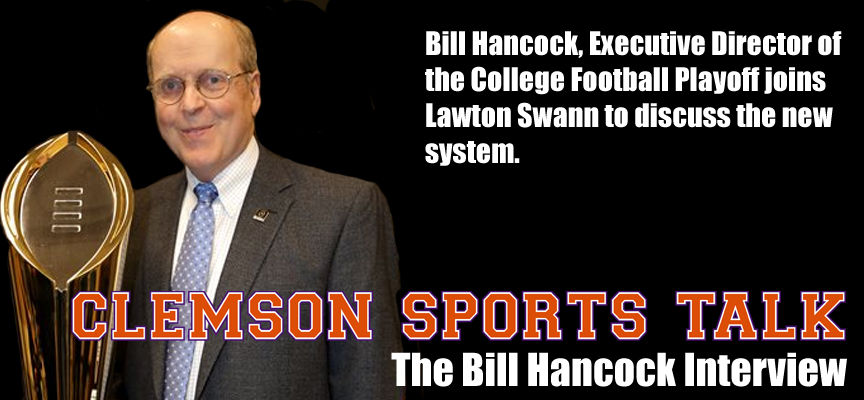 Bill Hancock, Executive Director of
the College Football Playoff joins
Lawton Swann to discuss the new
system.
CLEMSON SPORTS TALK
The Bill Hancock Interview